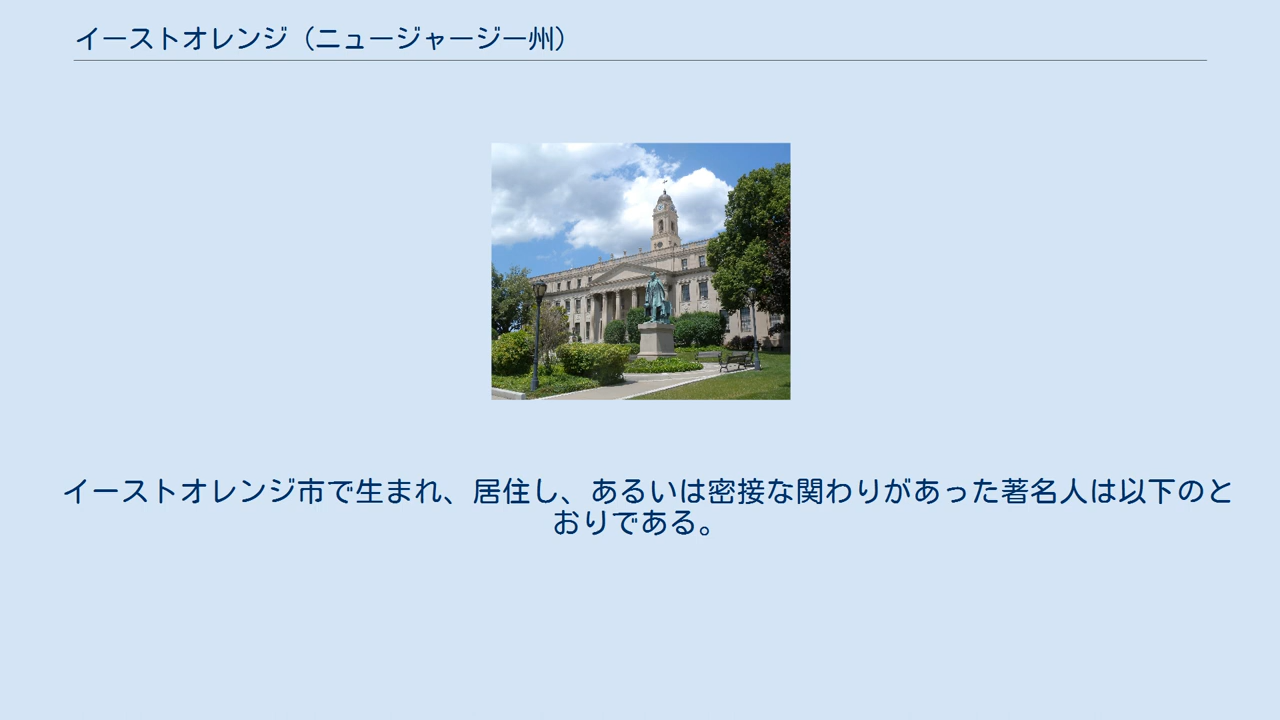 イーストオレンジ（ニュージャージー州）
イーストオレンジ市で生まれ、居住し、あるいは密接な関わりがあった著名人は以下のと
おりである。